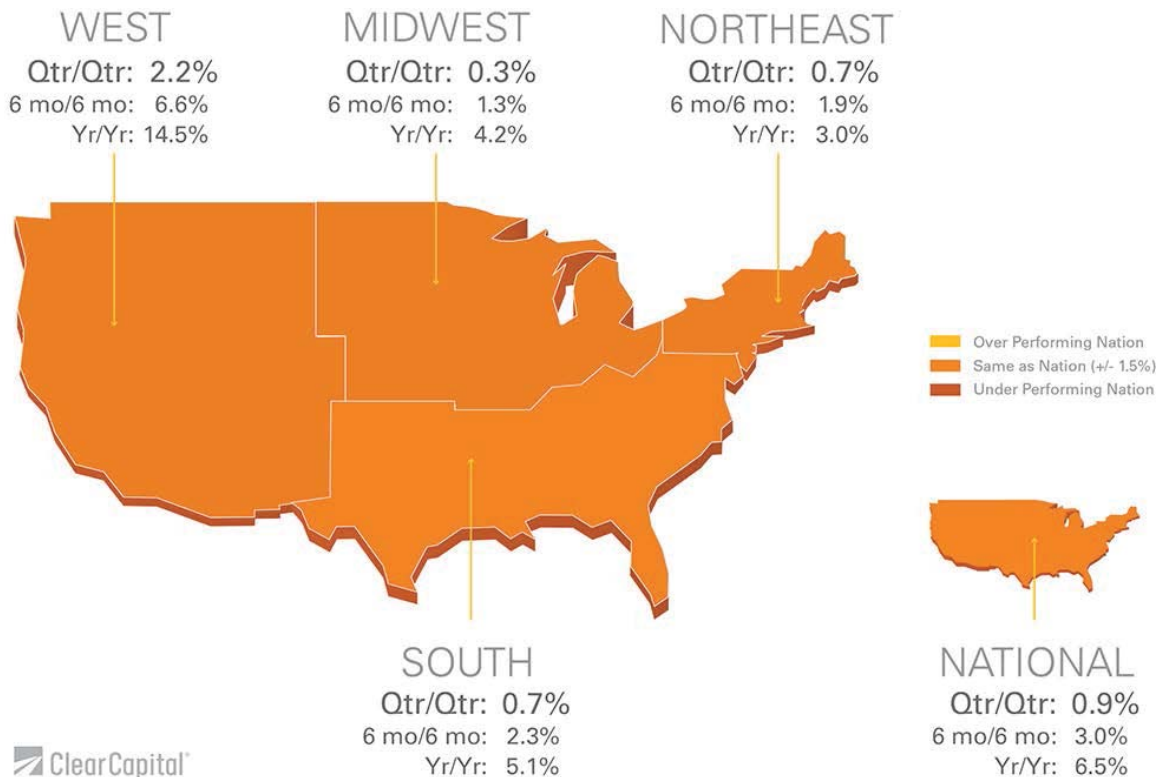 WEST
Qtr/Qtr: 2.2%
6 mo/6 mo: 6.6%
Yr/Yr: 14.5%
MIDWEST
Qtr/Qtr: 0.3%
6 mo/6 mo: 1.3%
Yr/Yr: 4.2%
NORTHEAST
Qtr/Qtr: 0.7%
6 mo/6 mo: 1.9%
Yr/Yr: 3.0%
Over Performing Nation
Same as Nation (+/- 1.5%)
Under Performing Nation
SOUTH
Qtr/Qtr: 0.7%
6 mo/6 mo: 2.3%
Yr/Yr: 5.1%
NATIONAL
Qtr/Qtr: 0.9%
6 mo/6 mo: 3.0%
Yr/Yr: 6.5%
ClearCapital®